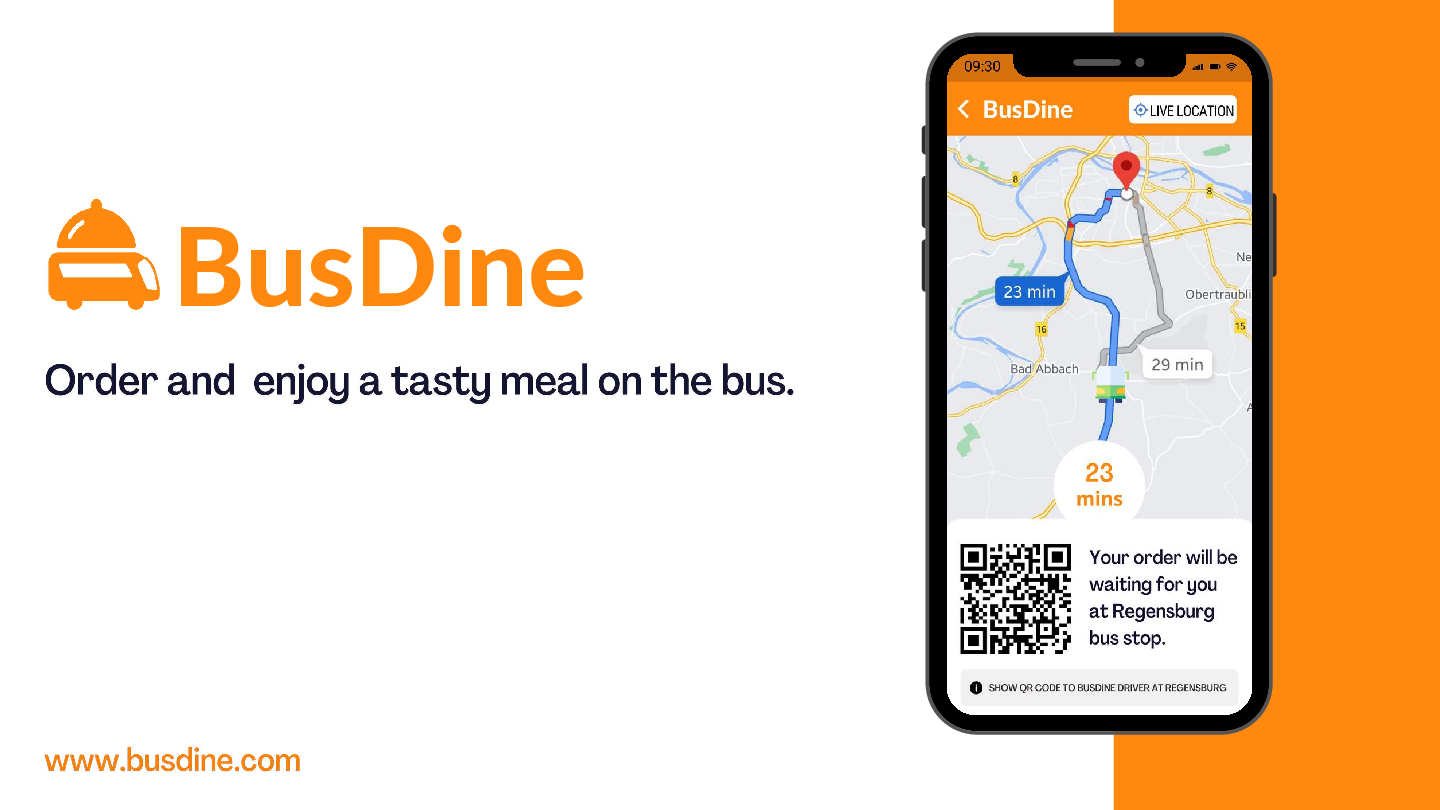 BusDine
Order and  enjoy a tasty meal on the bus.
www.busdine.com
09:30
BusDine
LIVE LOCATION
8
8
Ne
23 min
Obertraubli
16
15
29 min
Bad Abbach
A
23
mins
Your order will be
waiting for you
at Regensburg
bus stop.
SHOW QR CODE TO BUSDINE DRIVER AT REGENSBURG